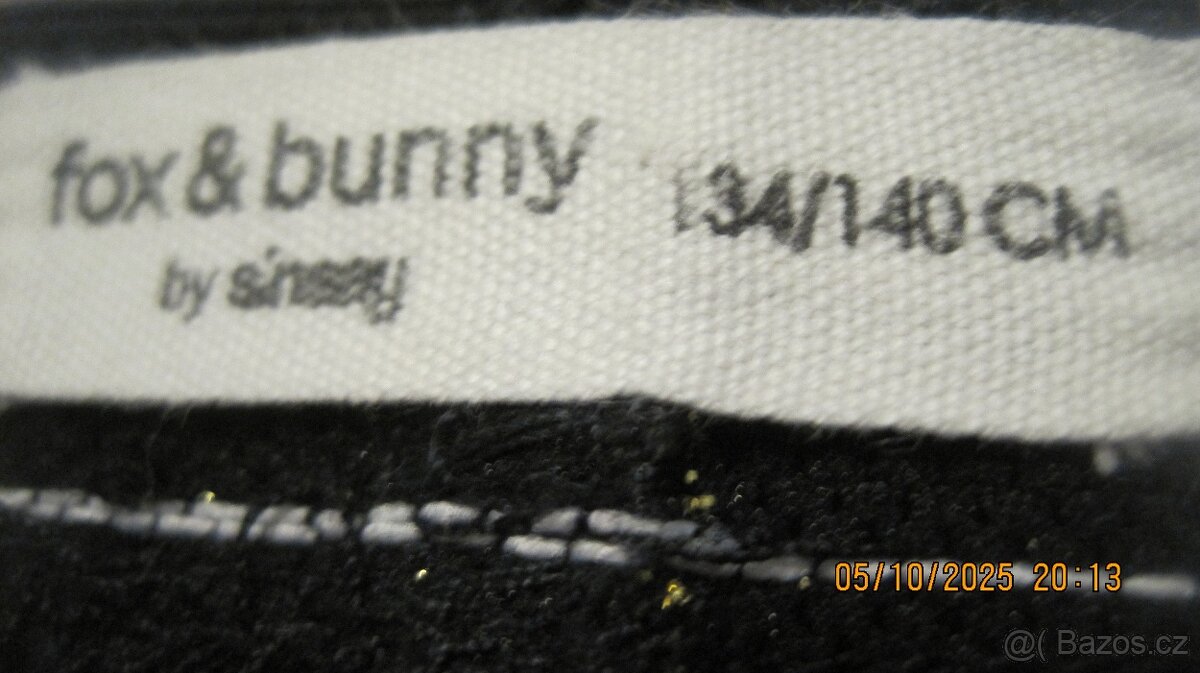 fox & bunny
by sinsay
134/140 CM
05/10/2025 20:13
@( Bazos.cz